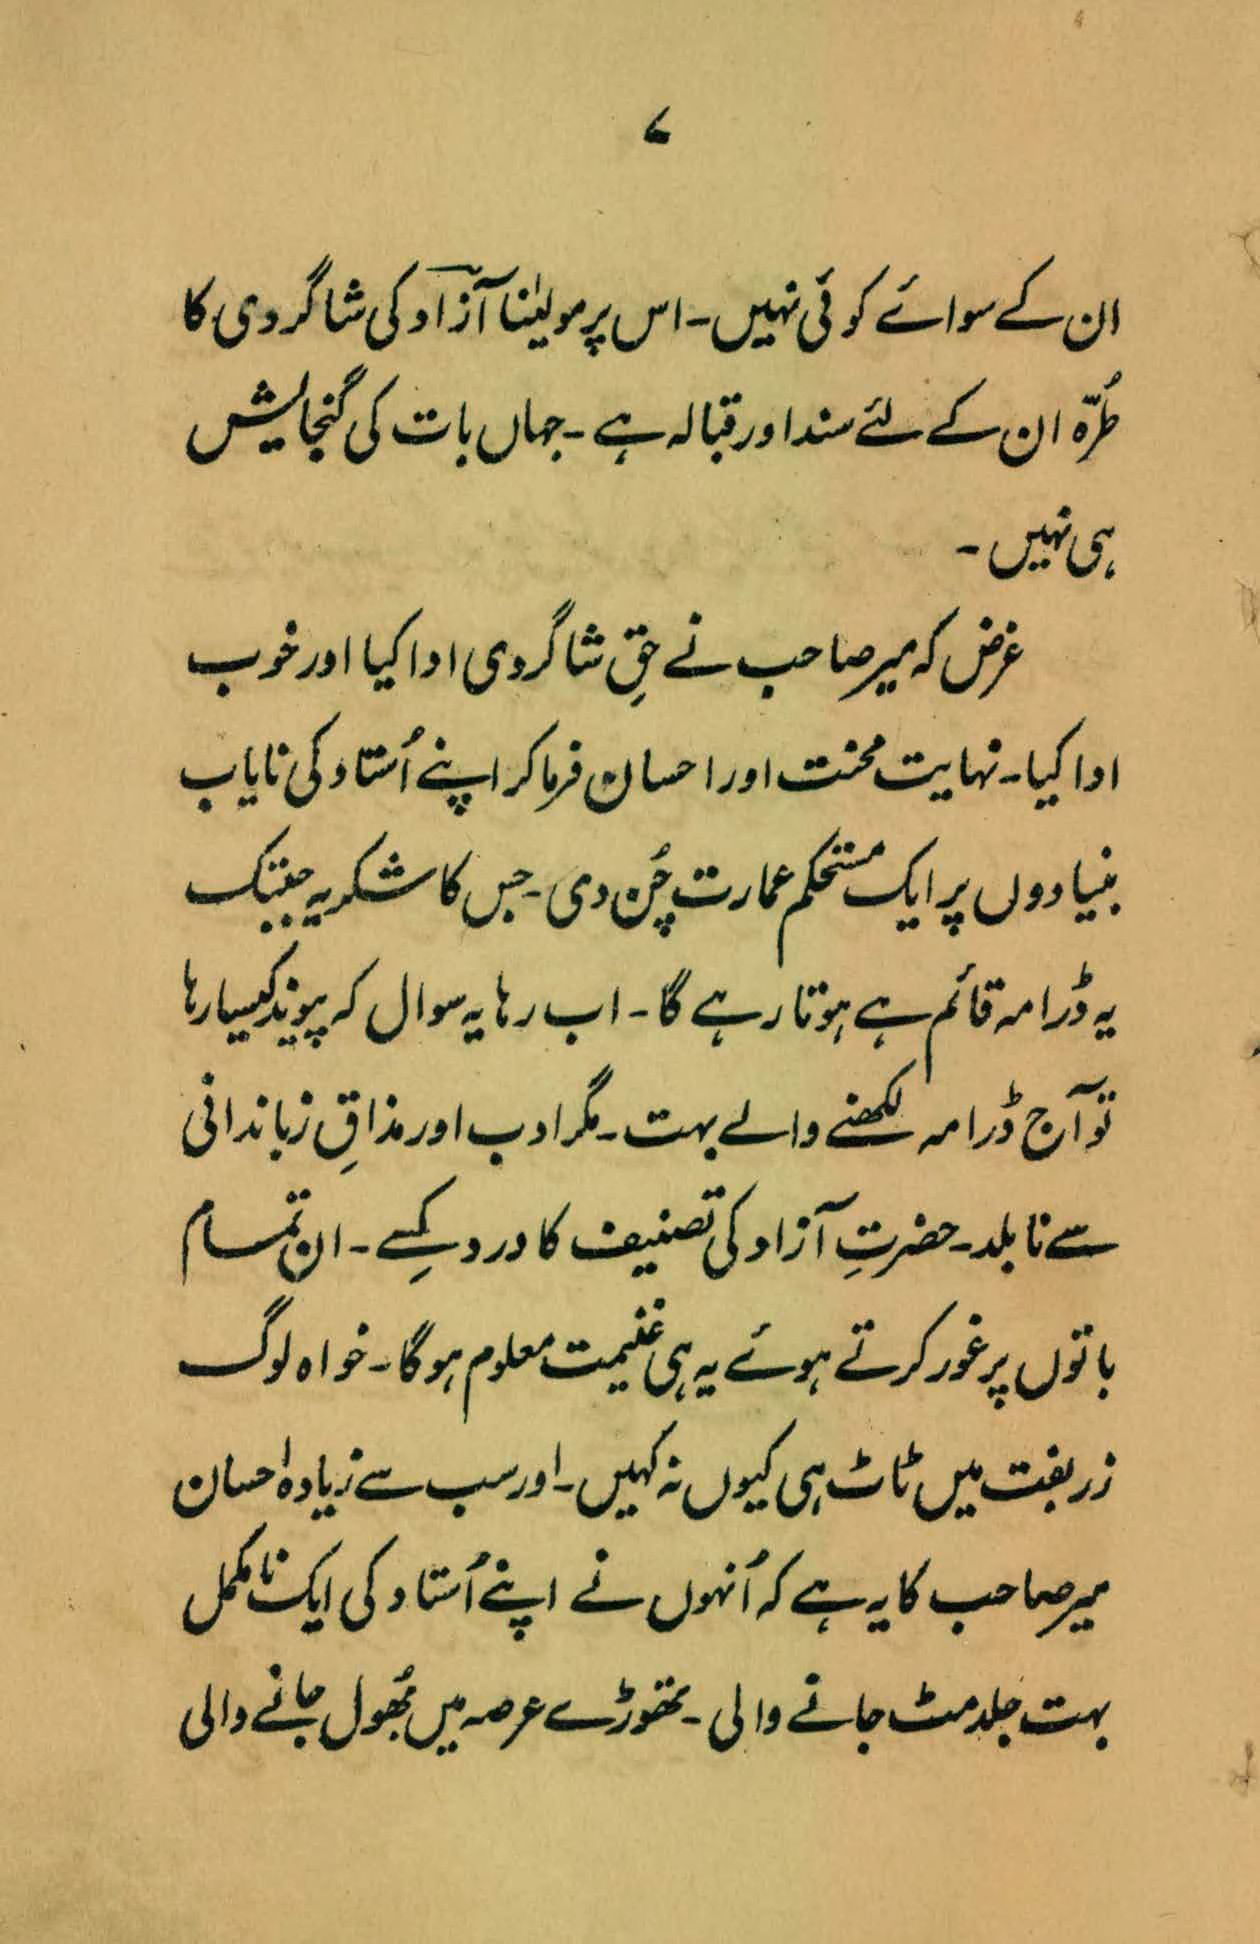 ۷
ان کے سوائے کوئی نہیں۔ اس پر مولیٰنا آزاد کی شاگردی کا
طُرّہ ان کے لئے سند اور قبالہ ہے۔ جہاں بات کی گنجایش
ہی نہیں۔
غرض کہ میر صاحب نے حقِ شاگردی ادا کیا اور خوب
ادا کیا۔ نہایت محنت اور احسان فرما کر اپنے اُستاد کی نایاب
بنیادوں پر ایک مستحکم عمارت چُن دی۔ جس کا شکریہ جبتک
یہ ڈرامہ قائم ہے ہوتا رہے گا۔ اب رہا یہ سوال کہ پیوند کیسا رہا
تو آج ڈرامہ لکھنے والے بہت۔ مگر ادب اور مذاقِ زباندانی
سے نابلد۔ حضرتِ آزاد کی تصنیف کا درد کِسے۔ ان تمام
باتوں پر غور کرتے ہوئے یہ ہی غنیمت معلوم ہوگا۔ خواہ لوگ
زربفت میں ٹاٹ ہی کیوں نہ کہیں۔ اور سب سے زیادہ احسان
میر صاحب کا یہ ہے کہ اُنہوں نے اپنے اُستاد کی ایک نامکمل
بہت جلد مٹ جانے والی۔ تھوڑے عرصہ میں بھُول جانے والی